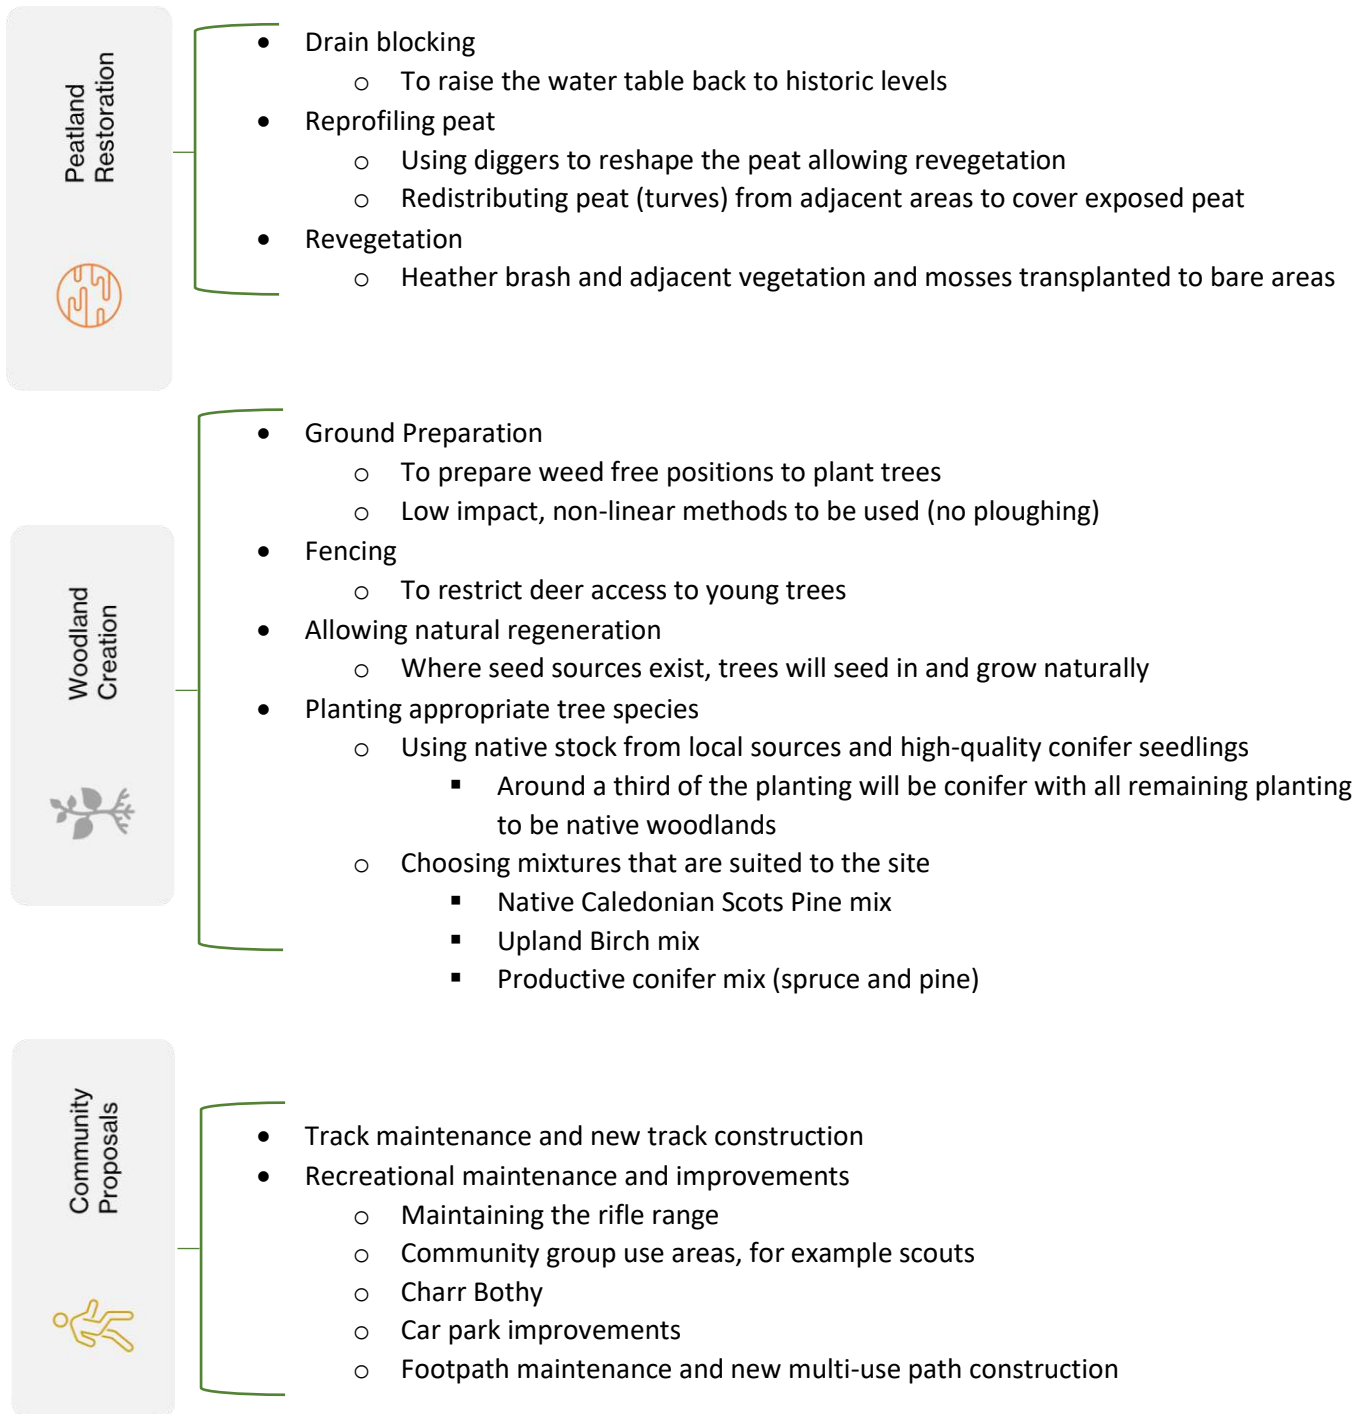 Peatland
Restoration
• Drain blocking
o To raise the water table back to historic levels
• Reprofiling peat
o Using diggers to reshape the peat allowing revegetation
o Redistributing peat (turves) from adjacent areas to cover exposed peat
• Revegetation
o Heather brash and adjacent vegetation and mosses transplanted to bare areas
Woodland
Creation
• Ground Preparation
o To prepare weed free positions to plant trees
o Low impact, non-linear methods to be used (no ploughing)
• Fencing
o To restrict deer access to young trees
• Allowing natural regeneration
o Where seed sources exist, trees will seed in and grow naturally
• Planting appropriate tree species
o Using native stock from local sources and high-quality conifer seedlings
▪ Around a third of the planting will be conifer with all remaining planting
to be native woodlands
o Choosing mixtures that are suited to the site
▪ Native Caledonian Scots Pine mix
▪ Upland Birch mix
▪ Productive conifer mix (spruce and pine)
Community
Proposals
• Track maintenance and new track construction
• Recreational maintenance and improvements
o Maintaining the rifle range
o Community group use areas, for example scouts
o Charr Bothy
o Car park improvements
o Footpath maintenance and new multi-use path construction